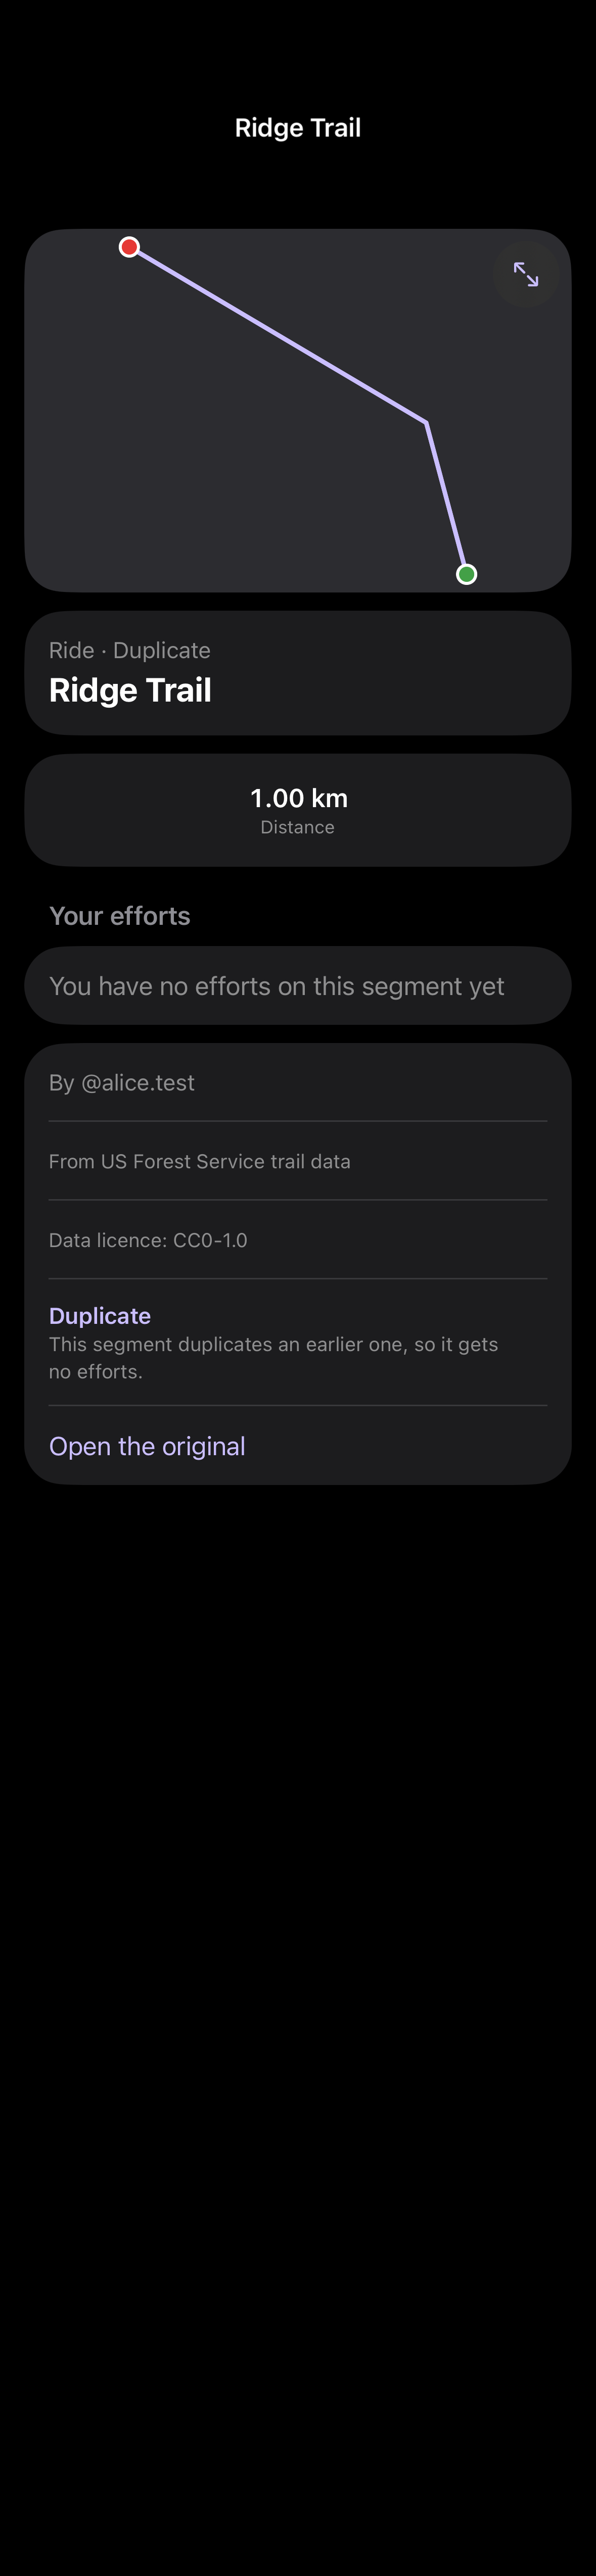 Ridge Trail
Ride · Duplicate
Ridge Trail
1.00 km
Distance
Your efforts
You have no efforts on this segment yet
By @alice.test
From US Forest Service trail data
Data licence: CC0-1.0
Duplicate
This segment duplicates an earlier one, so it gets
no efforts.
Open the original